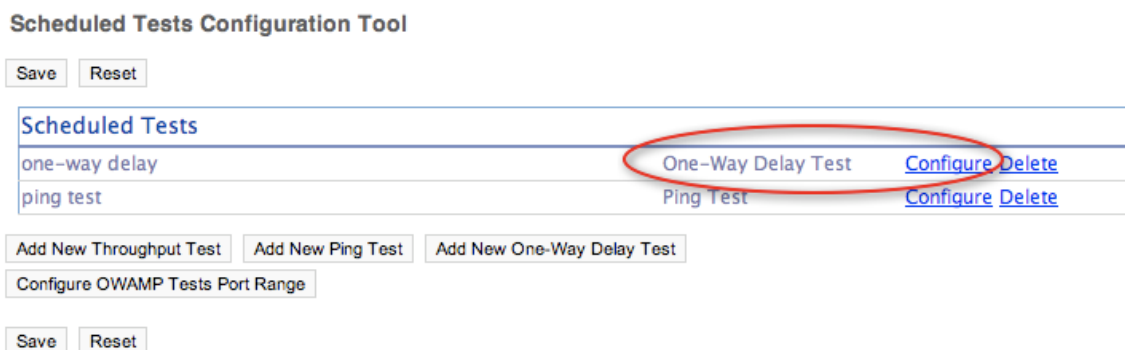 Scheduled Tests Configuration Tool
Save Reset
Scheduled Tests
one-way delay One-Way Delay Test Configure Delete
ping test Ping Test Configure Delete
Add New Throughput Test Add New Ping Test Add New One-Way Delay Test
Configure OWAMP Tests Port Range
Save Reset